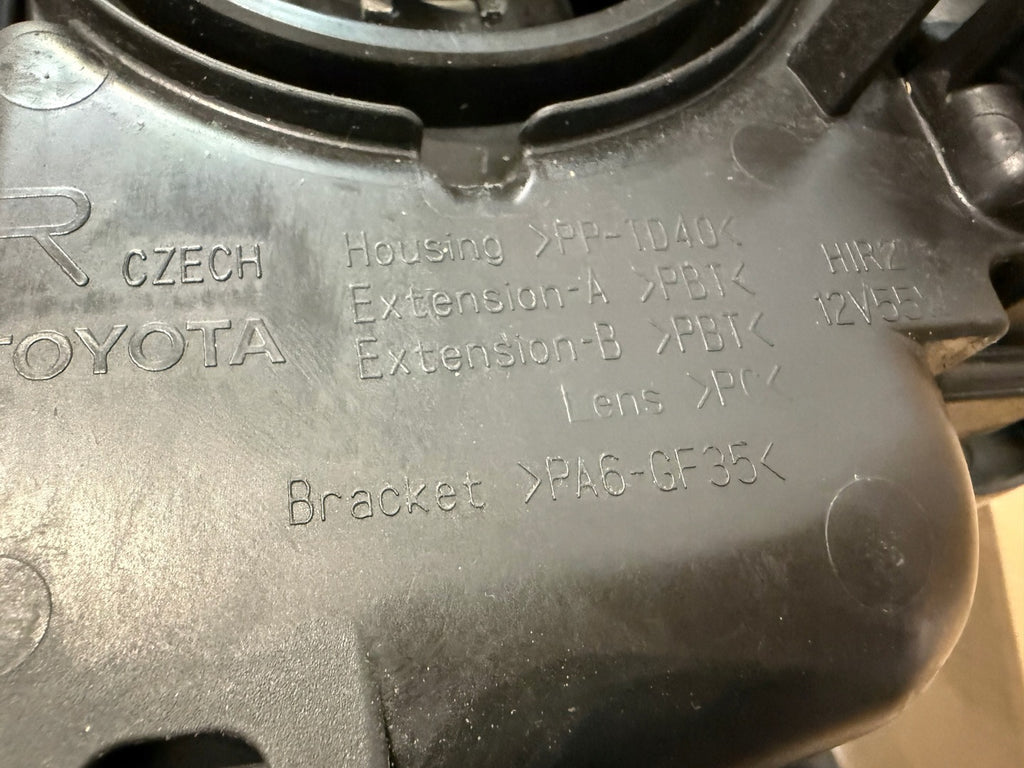 R
CZECH
TOYOTA
Housing >PP-TD40<
Extension-A >PBT<
Extension-B >PBT<
Lens >PC<
Bracket >PA6-GF35<
HIR2
12V55